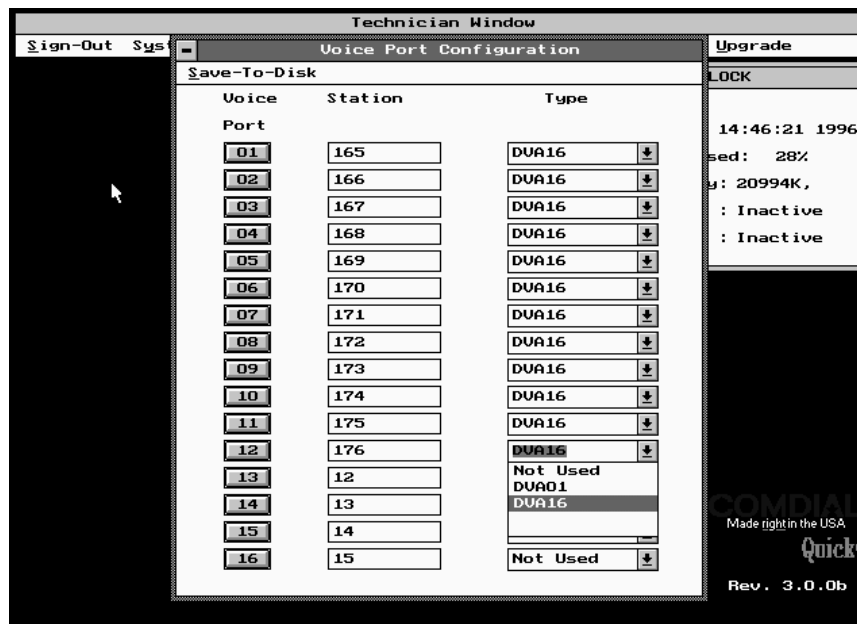 Technician Window
Sign-Out Sys
Upgrade
Voice Port Configuration
Save-To-Disk
Voice Station Type
Port
01 165 DVA16
02 166 DVA16
03 167 DVA16
04 168 DVA16
05 169 DVA16
06 170 DVA16
07 171 DVA16
08 172 DVA16
09 173 DVA16
10 174 DVA16
11 175 DVA16
12 176 DVA16
Not Used
DVA01
DVA16
13 12
14 13
15 14
16 15 Not Used
LOCK
14:46:21 1996
sed: 28%
y: 20994K,
: Inactive
: Inactive
COMDIAL
Made right in the USA
Quick
Rev. 3.0.0b